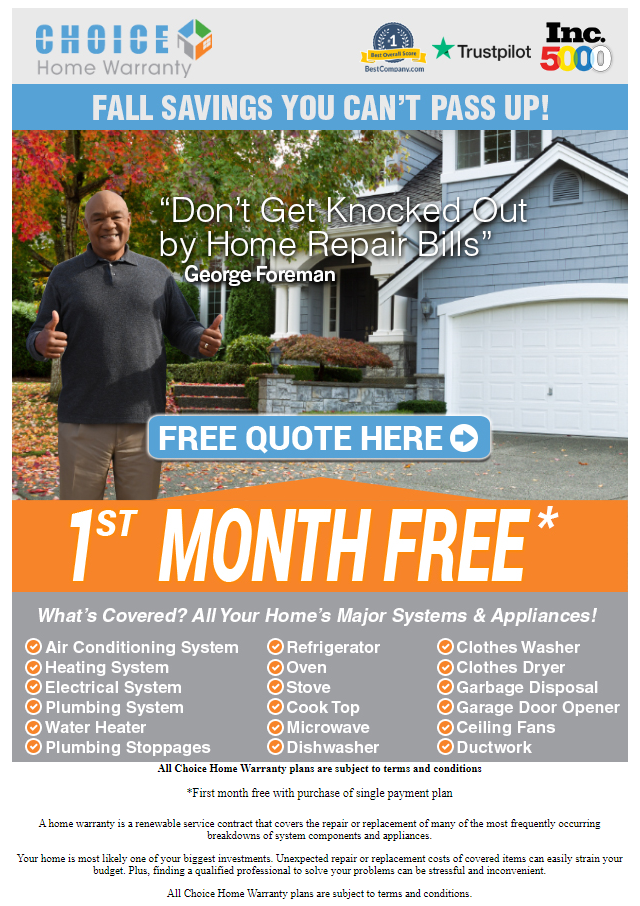 CHOICE
Home Warranty
1
Best Overall Score
BestCompany.com
Trustpilot
Inc.
5000
FALL SAVINGS YOU CAN'T PASS UP!
“Don't Get Knocked Out
by Home Repair Bills”
George Foreman
FREE QUOTE HERE
1ST MONTH FREE*
What's Covered? All Your Home's Major Systems & Appliances!
Air Conditioning System
Heating System
Electrical System
Plumbing System
Water Heater
Plumbing Stoppages
Refrigerator
Oven
Stove
Cook Top
Microwave
Dishwasher
Clothes Washer
Clothes Dryer
Garbage Disposal
Garage Door Opener
Ceiling Fans
Ductwork
All Choice Home Warranty plans are subject to terms and conditions
*First month free with purchase of single payment plan
A home warranty is a renewable service contract that covers the repair or replacement of many of the most frequently occurring
breakdowns of system components and appliances.
Your home is most likely one of your biggest investments. Unexpected repair or replacement costs of covered items can easily strain your
budget. Plus, finding a qualified professional to solve your problems can be stressful and inconvenient.
All Choice Home Warranty plans are subject to terms and conditions.